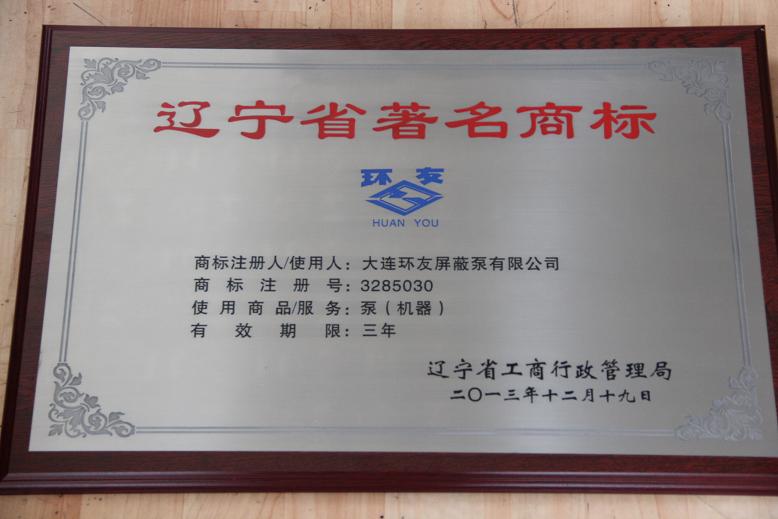 辽宁省著名商标
环友
HUAN YOU
商标注册人/使用人：大连环友屏蔽泵有限公司
商标注册号：3285030
使用商品/服务：泵（机器）
有效期限：三年
辽宁省工商行政管理局
二〇一三年十二月十九日